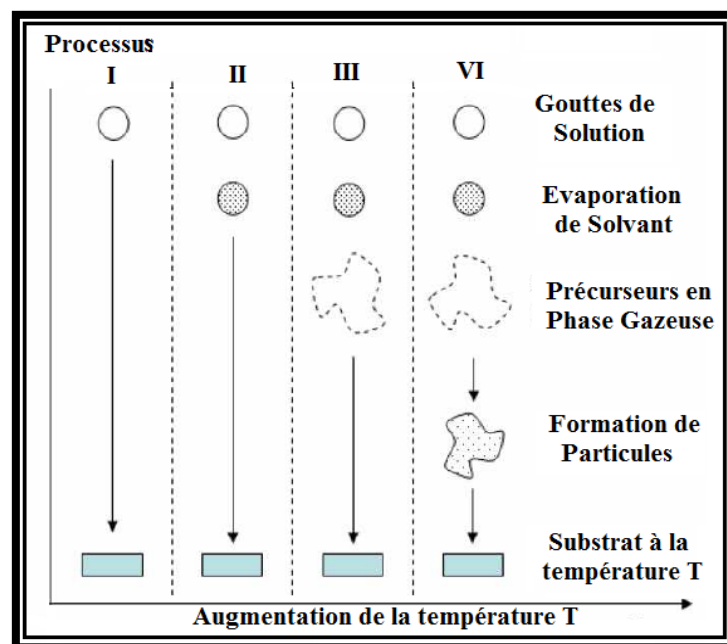 Processus
I II III VI
Gouttes de
Solution
Evaporation
de Solvant
Précurseurs en
Phase Gazeuse
Formation de
Particules
Substrat à la
température T
Augmentation de la température T